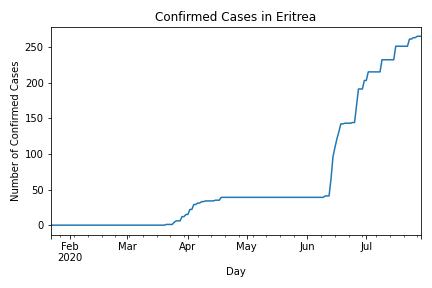 Confirmed Cases in Eritrea
Number of Confirmed Cases
250
200
150
100
50
0
Feb
2020
Mar
Apr
May
Jun
Jul
Day